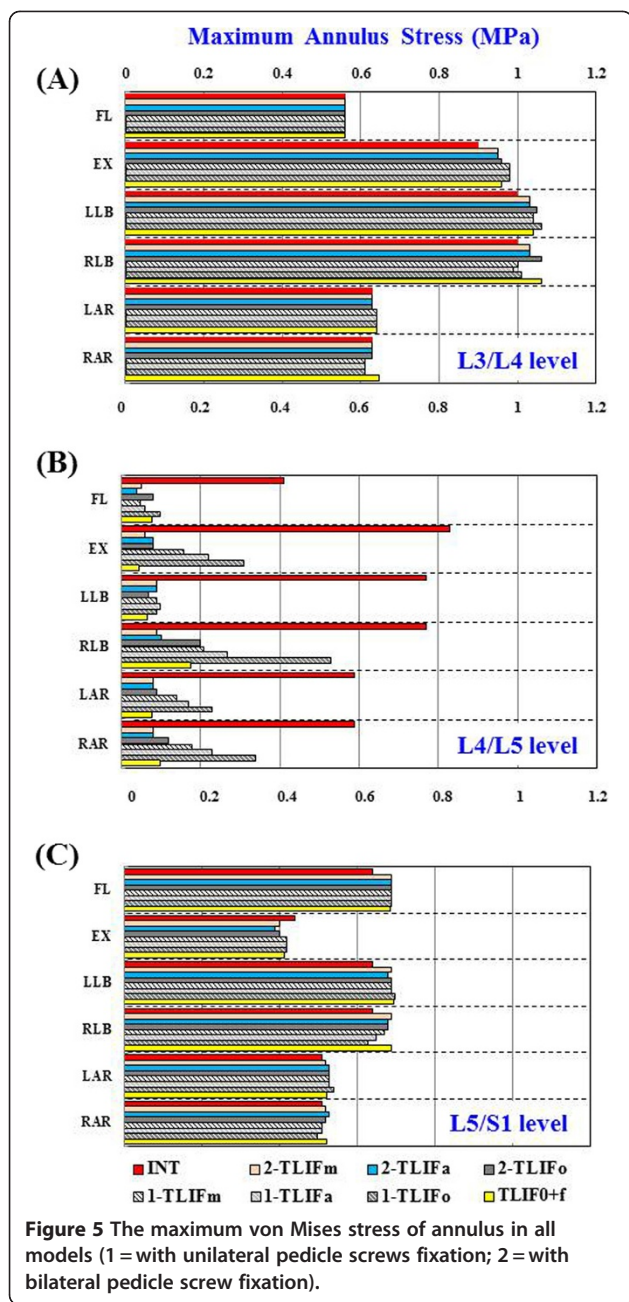 Maximum Annulus Stress (MPa)
(A)
0 0.2 0.4 0.6 0.8 1 1.2
FL
EX
LLB
RLB
LAR
RAR
L3/L4 level
0 0.2 0.4 0.6 0.8 1 1.2
(B)
FL
EX
LLB
RLB
LAR
RAR
L4/L5 level
0 0.2 0.4 0.6 0.8 1 1.2
(C)
FL
EX
LLB
RLB
LAR
RAR
L5/S1 level
INT 2-TLIFm 2-TLIFa 2-TLIFo
1-TLIFm 1-TLIFa 1-TLIFo TLIF0+f
Figure 5 The maximum von Mises stress of annulus in all
models (1 = with unilateral pedicle screws fixation; 2 = with
bilateral pedicle screw fixation).